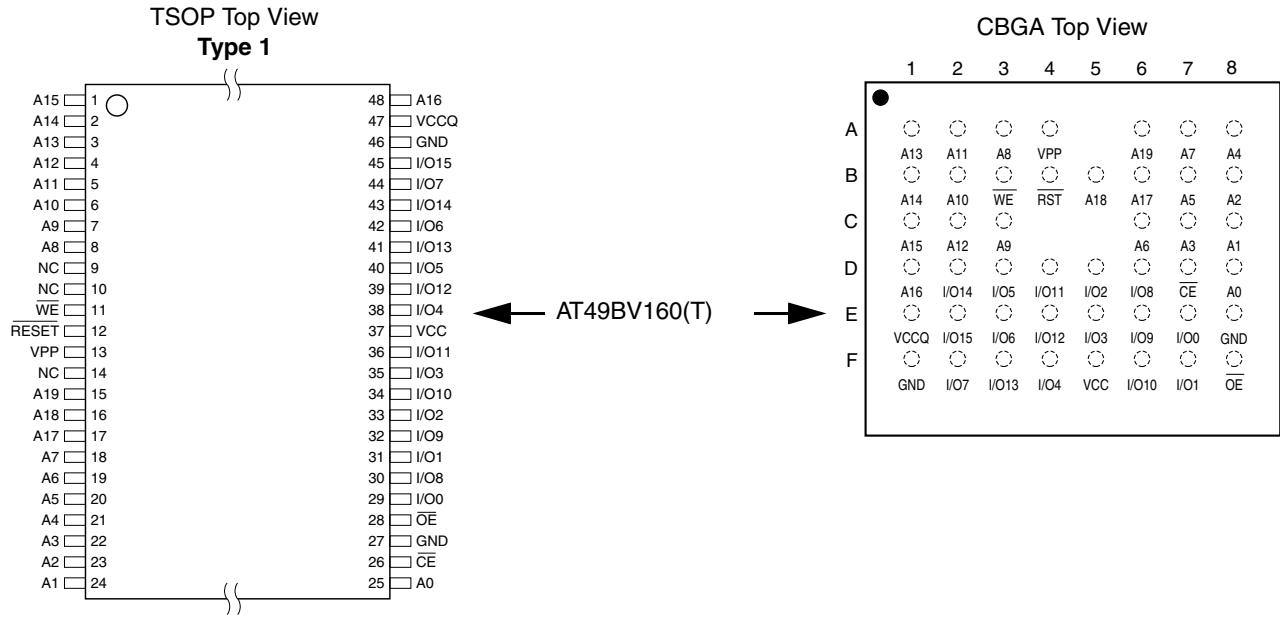 TSOP Top View
Type 1
A15 1 48 A16
A14 2 47 VCCQ
A13 3 46 GND
A12 4 45 I/O15
A11 5 44 I/O7
A10 6 43 I/O14
A9 7 42 I/O6
A8 8 41 I/O13
NC 9 40 I/O5
NC 10 39 I/O12
WE 11 38 I/O4
RESET 12 37 VCC
VPP 13 36 I/O11
NC 14 35 I/O3
A19 15 34 I/O10
A18 16 33 I/O2
A17 17 32 I/O9
A7 18 31 I/O1
A6 19 30 I/O8
A5 20 29 I/O0
A4 21 28 OE
A3 22 27 GND
A2 23 26 CE
A1 24 25 A0
AT49BV160(T)
CBGA Top View
1 2 3 4 5 6 7 8
A
A13 A11 A8 VPP A19 A7 A4
B
A14 A10 WE RST A18 A17 A5 A2
C
A15 A12 A9 A6 A3 A1
D
A16 I/O14 I/O5 I/O11 I/O2 I/O8 CE A0
E
VCCQ I/O15 I/O6 I/O12 I/O3 I/O9 I/O0 GND
F
GND I/O7 I/O13 I/O4 VCC I/O10 I/O1 OE